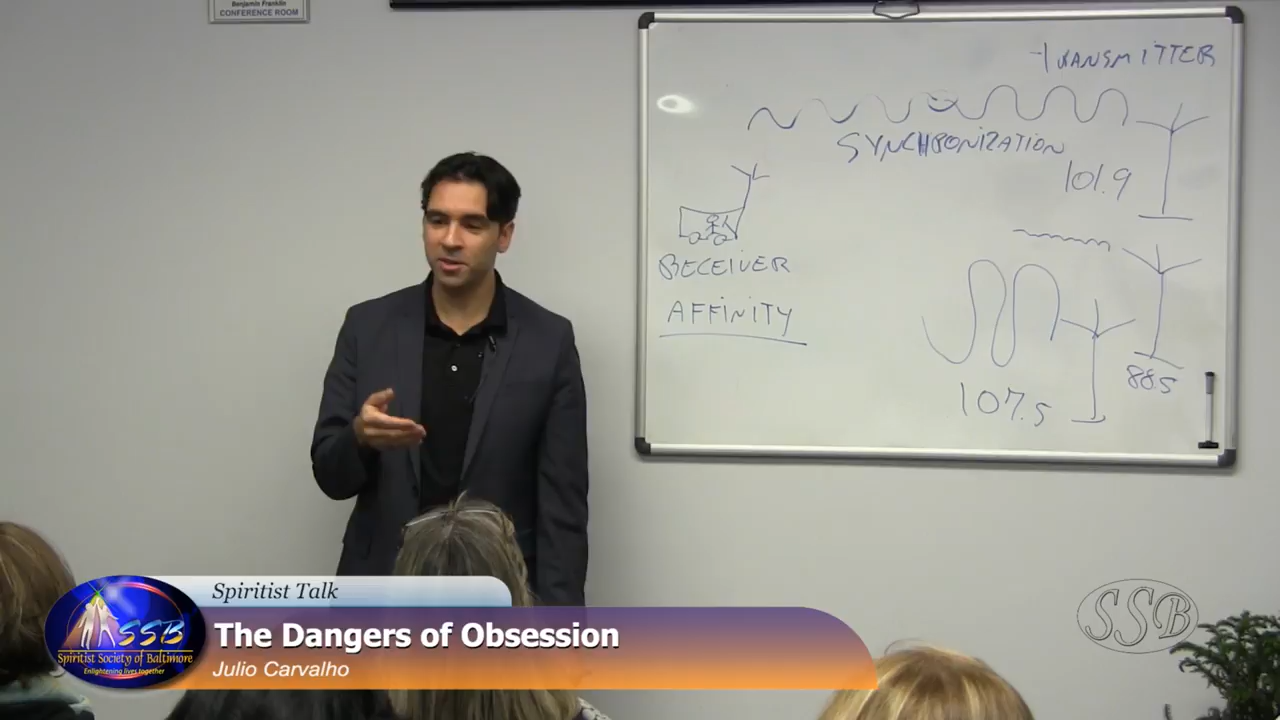 Benjamin Franklin
CONFERENCE ROOM
TRANSMITTER
SYNCHRONIZATION
101.9
RECEIVER
AFFINITY
88.5
107.5
SSB
Spiritist Talk
The Dangers of Obsession
Julio Carvalho
SSB
Spiritist Society of Baltimore
Enlightening lives together